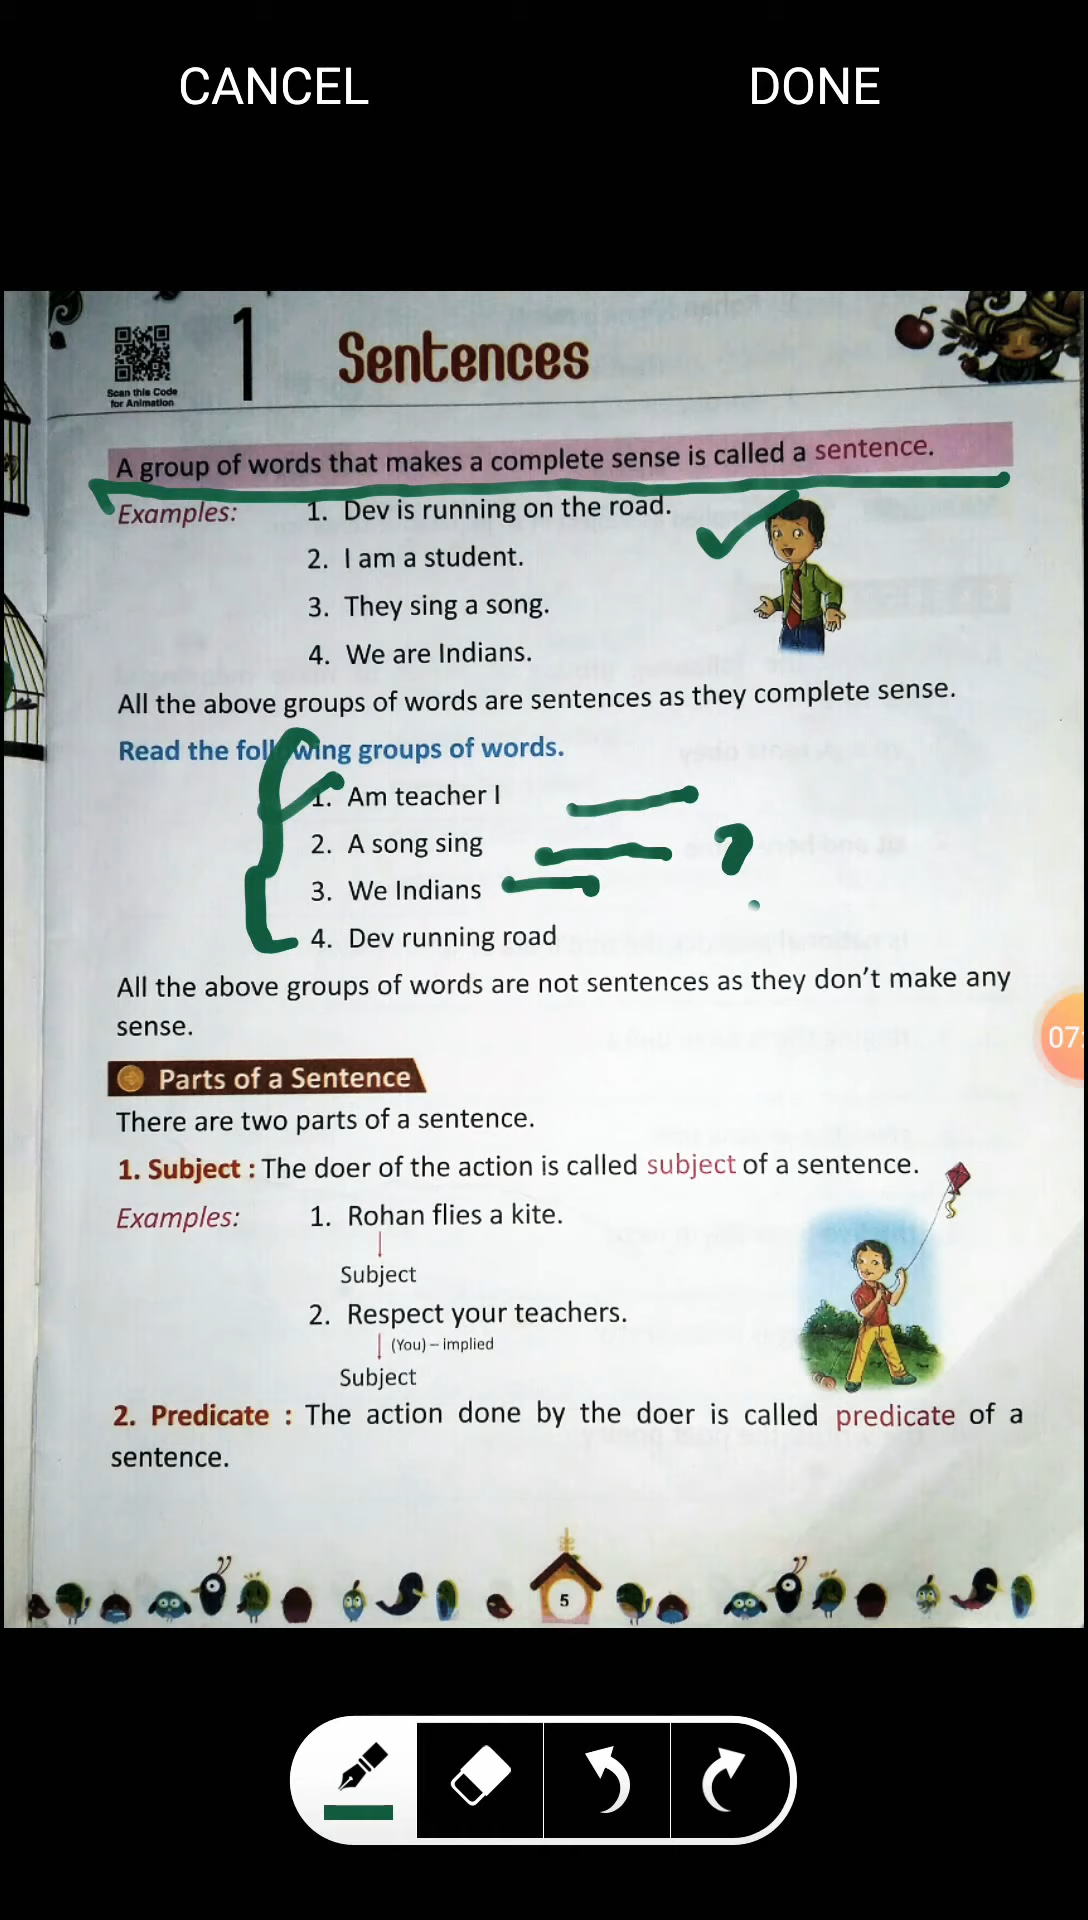 CANCEL DONE
Scan this Code
for Animation
1 Sentences
A group of words that makes a complete sense is called a sentence.
Examples: 1. Dev is running on the road.
2. I am a student.
3. They sing a song.
4. We are Indians.
All the above groups of words are sentences as they complete sense.
Read the following groups of words.
1. Am teacher I
2. A song sing
3. We Indians
4. Dev running road
?
All the above groups of words are not sentences as they don't make any
sense.
07
Parts of a Sentence
There are two parts of a sentence.
1. Subject : The doer of the action is called subject of a sentence.
Examples: 1. Rohan flies a kite.
Subject
2. Respect your teachers.
(You) – implied
Subject
2. Predicate : The action done by the doer is called predicate of a
sentence.
5